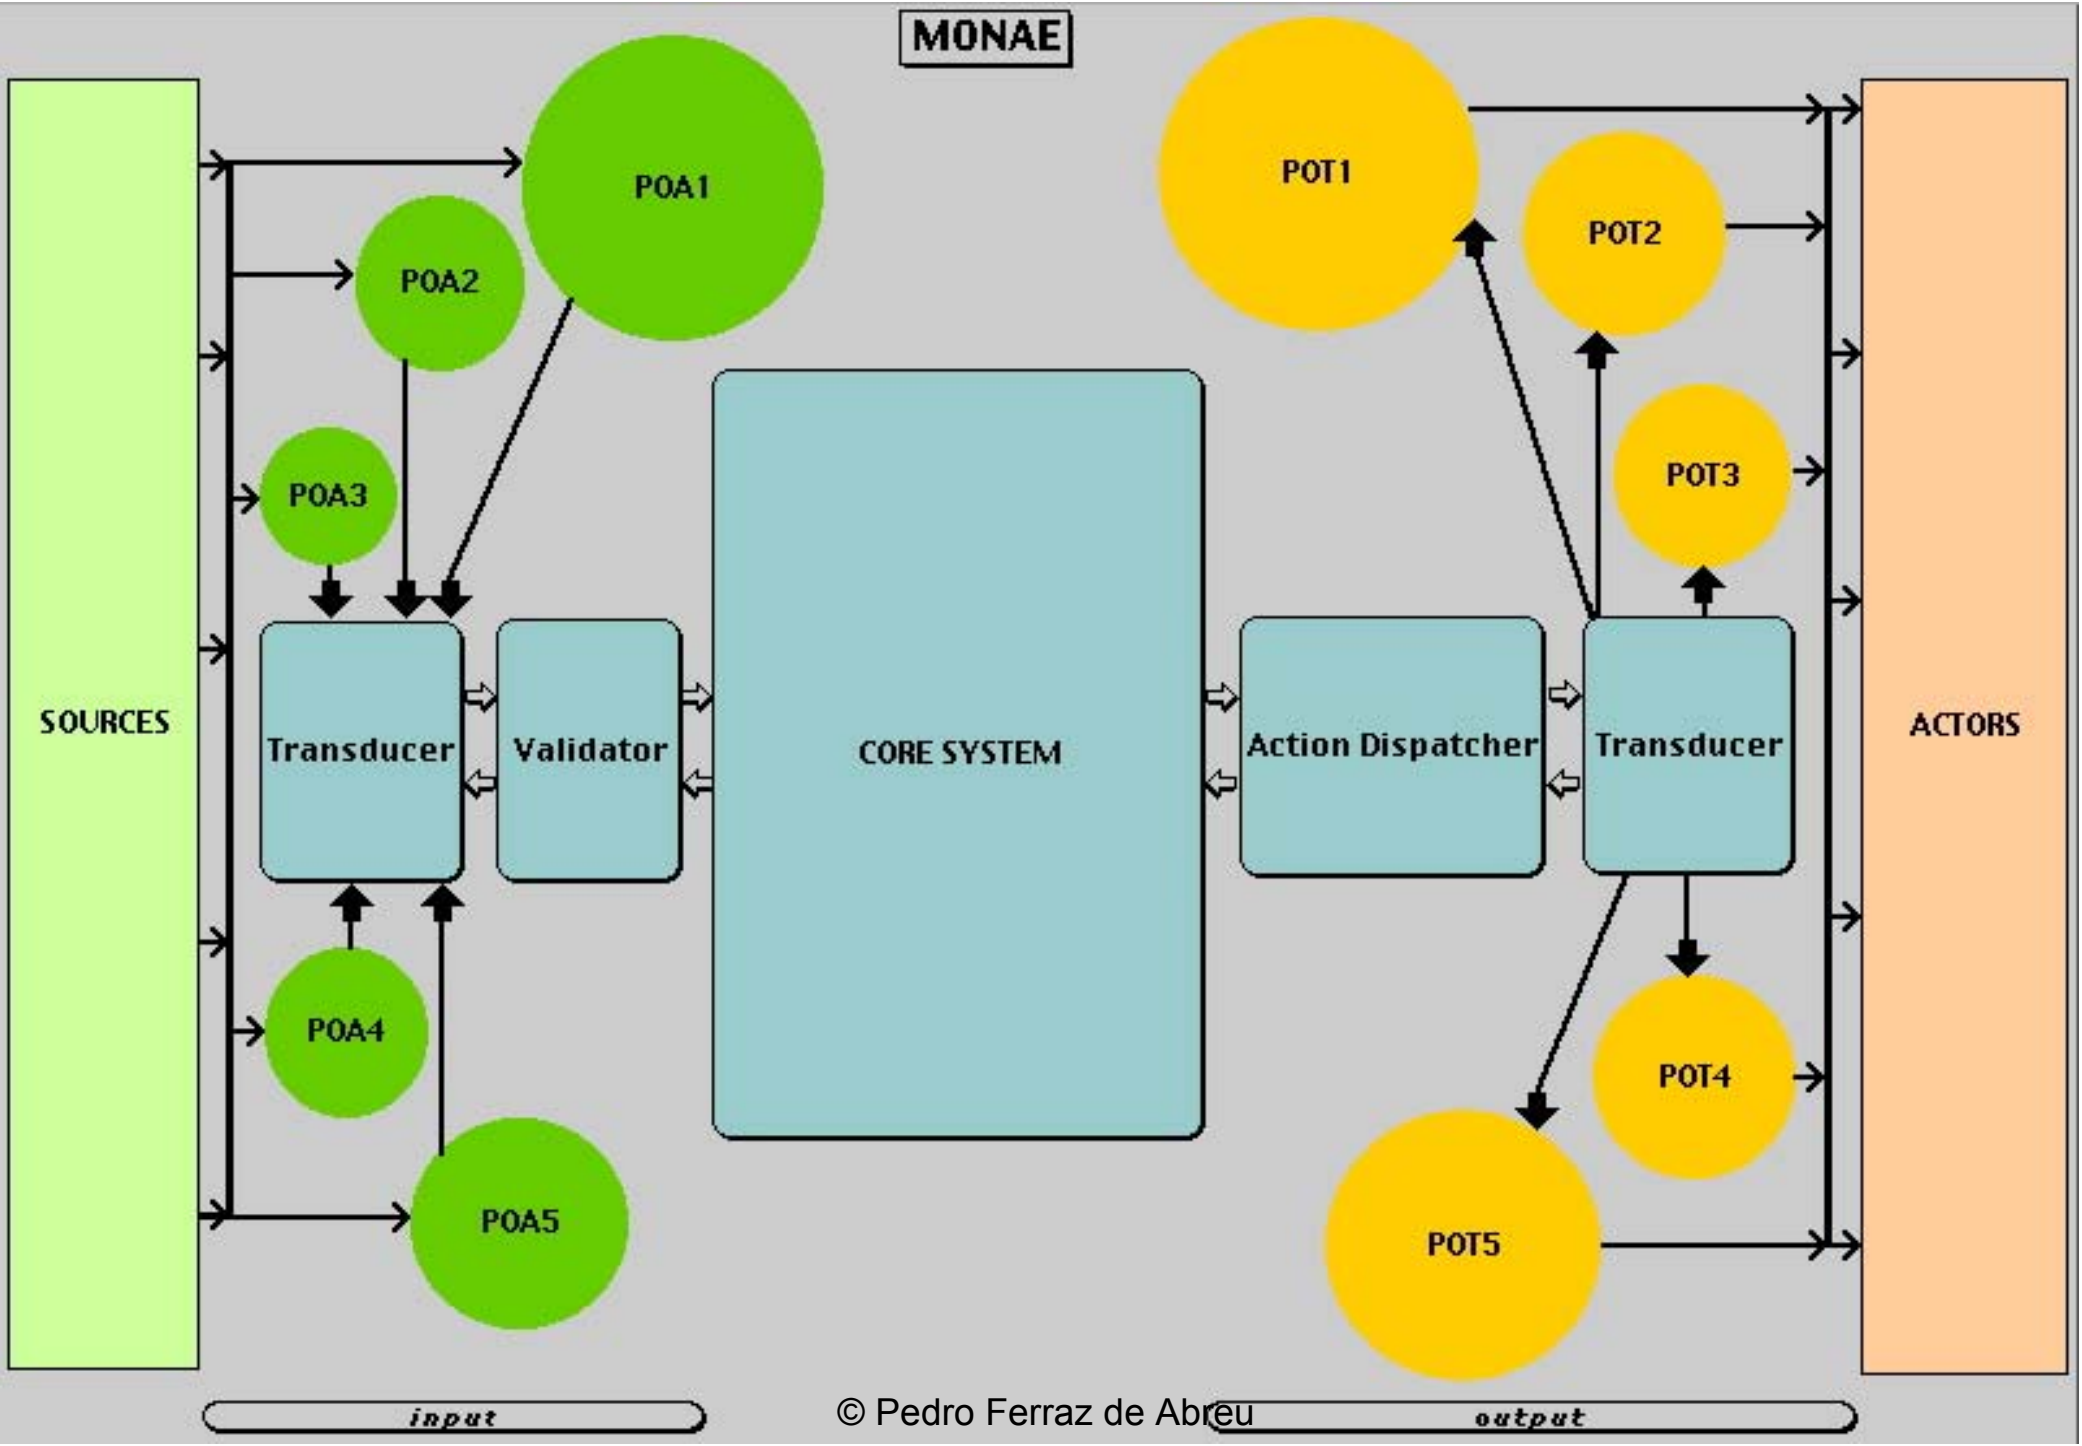 MONAE
POA1
POT1
POA2
POT2
POA3
POT3
SOURCES
Transducer
Validator
CORE SYSTEM
Action Dispatcher
Transducer
ACTORS
POA4
POT4
POA5
POT5
input
© Pedro Ferraz de Abreu
output